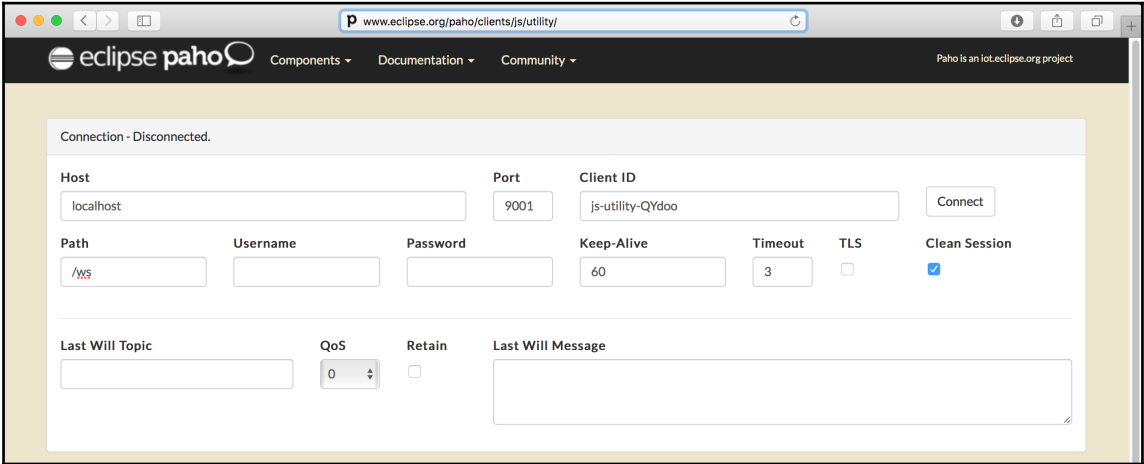 www.eclipse.org/paho/clients/js/utility/
eclipse paho Components Documentation Community Paho is an iot.eclipse.org project
Connection - Disconnected.
Host Port Client ID
localhost 9001 js-utility-QYdoo Connect
Path Username Password Keep-Alive Timeout TLS Clean Session
/ws 60 3
Last Will Topic QoS Retain Last Will Message
0